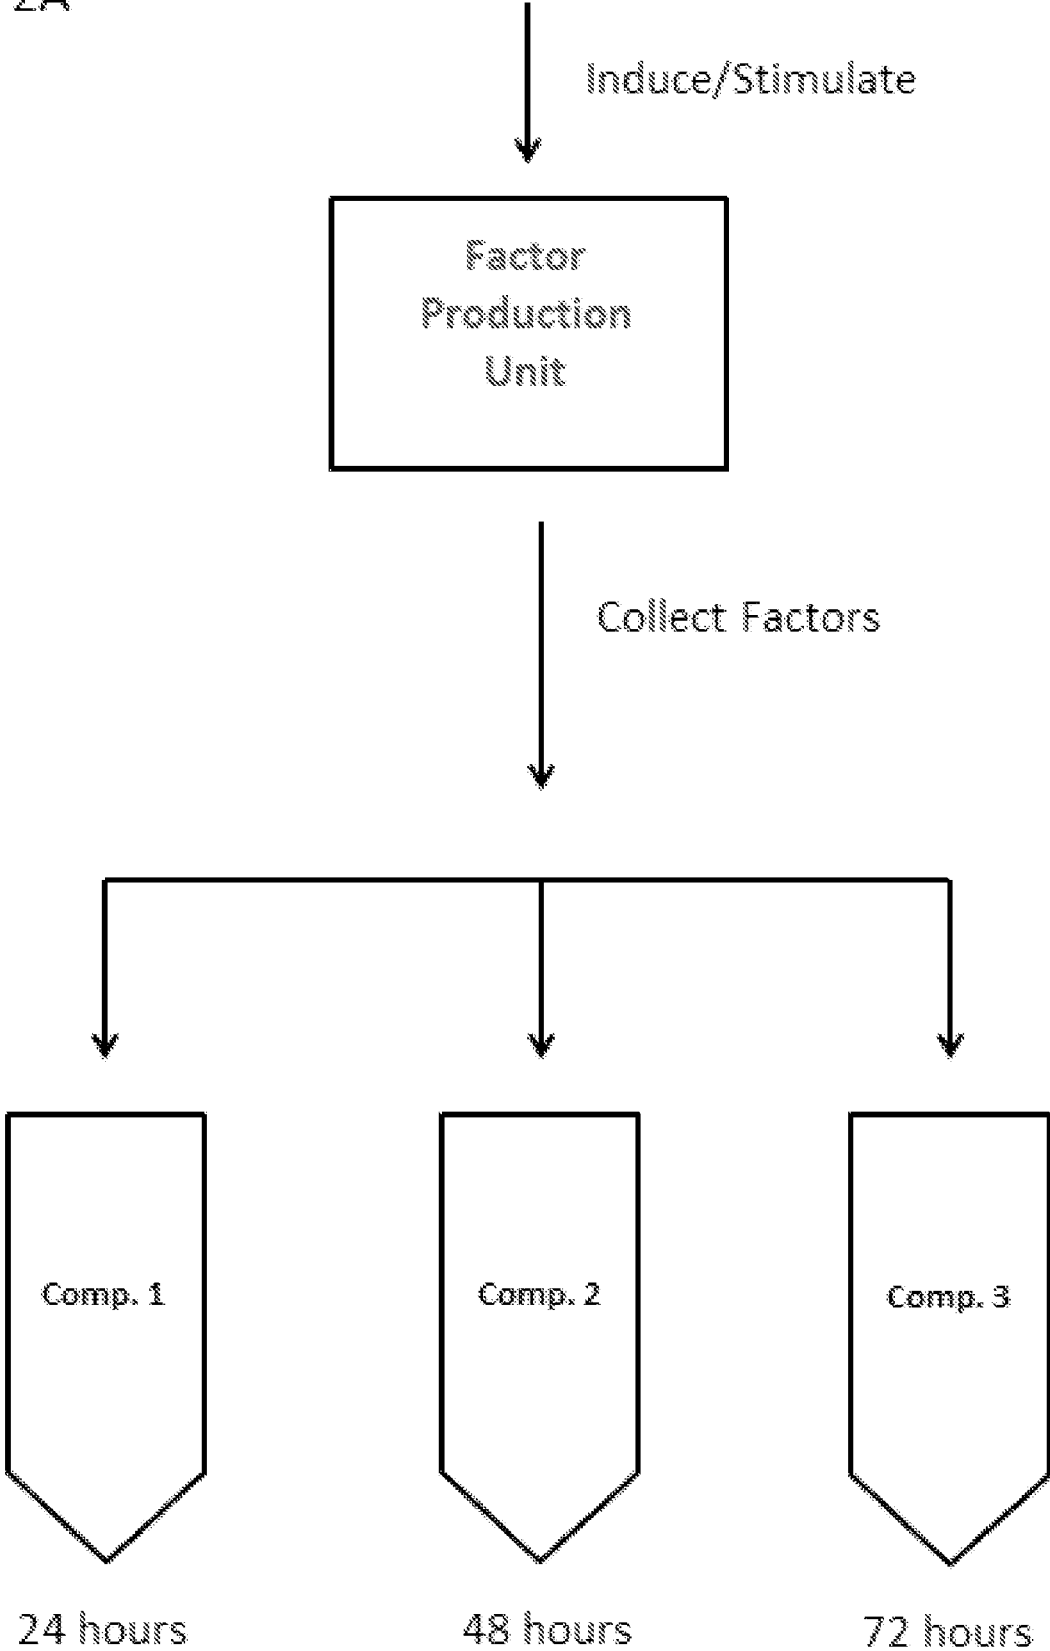 2A
Induce/Stimulate
Factor
Production
Unit
Collect Factors
Comp. 1
Comp. 2
Comp. 3
24 hours
48 hours
72 hours